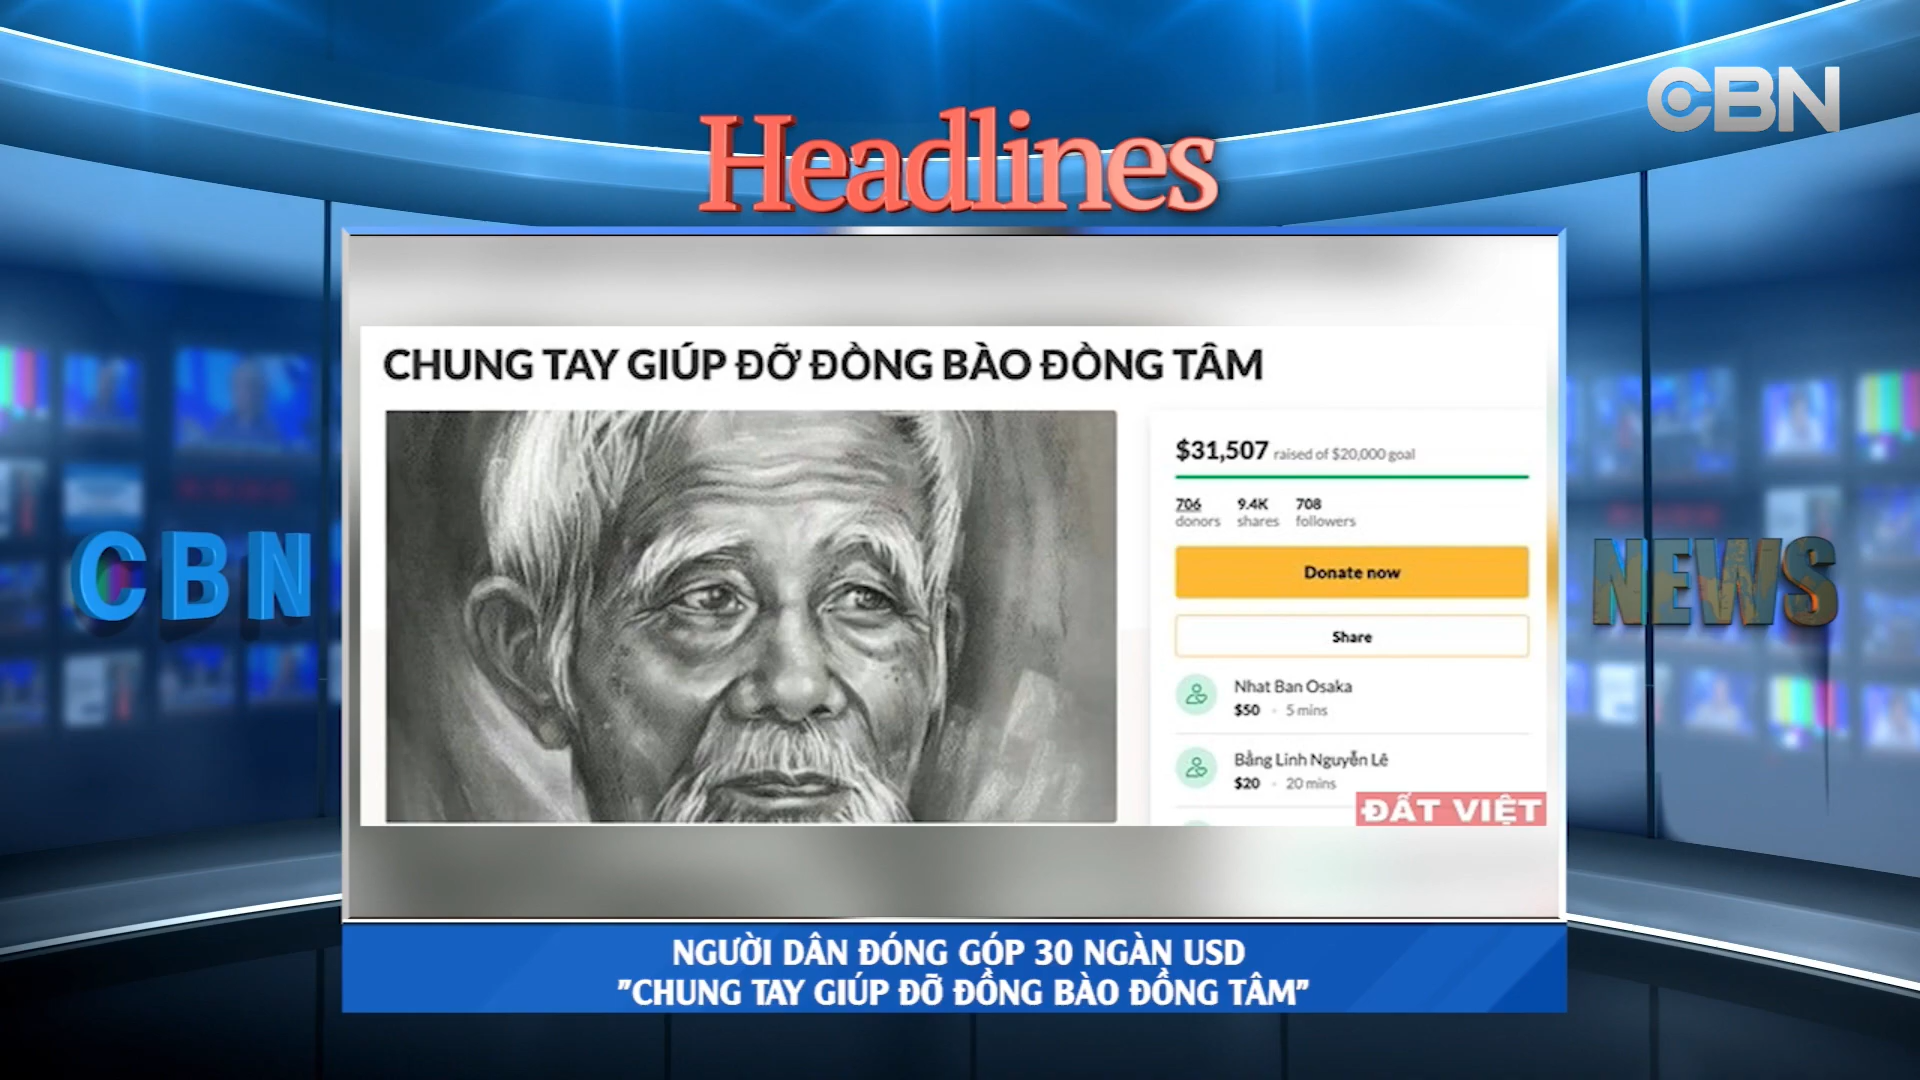 CBN
Headlines
CHUNG TAY GIÚP ĐỠ ĐỒNG BÀO ĐỒNG TÂM
$31,507 raised of $20,000 goal
706 9.4K 708
donors shares followers
Donate now
Share
Nhat Ban Osaka
$50 • 5 mins
Bằng Linh Nguyễn Lê
$20 • 20 mins
ĐẤT VIỆT
CBN
NEWS
NGƯỜI DÂN ĐÓNG GÓP 30 NGÀN USD
"CHUNG TAY GIÚP ĐỠ ĐỒNG BÀO ĐỒNG TÂM"